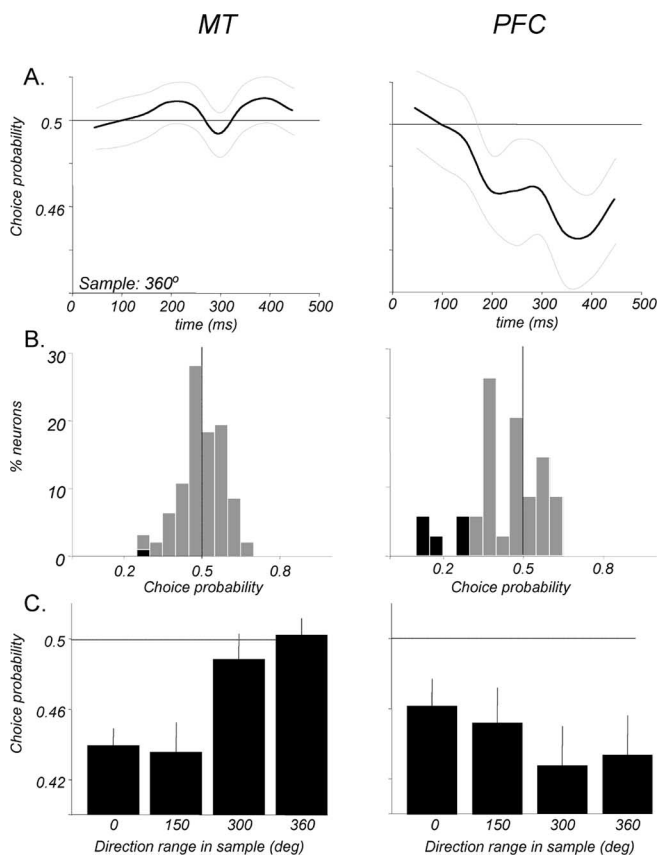 MT
PFC
A.
Choice probability
0.5
0.46
Sample: 360º
0 100 200 300 400 500
time (ms)
0 100 200 300 400 500
time (ms)
B.
% neurons
30
20
10
0
0.2 0.5 0.8
Choice probability
0.2 0.5 0.8
Choice probability
C.
Choice probability
0.5
0.46
0.42
0 150 300 360
Direction range in sample (deg)
0 150 300 360
Direction range in sample (deg)